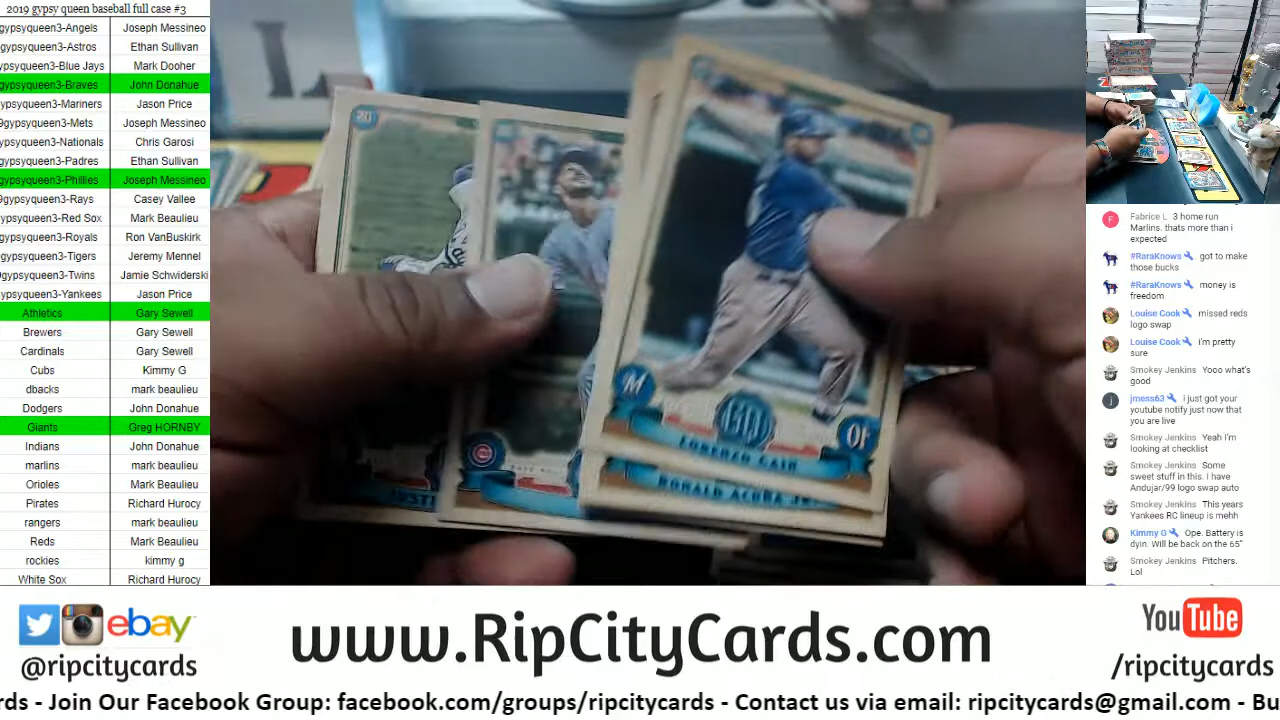 2019 gypsy queen baseball full case #3
gypsyqueen3-Angels Joseph Messineo
gypsyqueen3-Astros Ethan Sullivan
gypsyqueen3-Blue Jays Mark Dooher
gypsyqueen3-Braves John Donahue
gypsyqueen3-Mariners Jason Price
9gypsyqueen3-Mets Joseph Messineo
gypsyqueen3-Nationals Chris Garosi
gypsyqueen3-Padres Ethan Sullivan
gypsyqueen3-Phillies Joseph Messineo
9gypsyqueen3-Rays Casey Vallee
gypsyqueen3-Red Sox Mark Beaulieu
gypsyqueen3-Royals Ron VanBuskirk
gypsyqueen3-Tigers Jeremy Mennel
9gypsyqueen3-Twins Jamie Schwiderski
gypsyqueen3-Yankees Jason Price
Athletics Gary Sewell
Brewers Gary Sewell
Cardinals Gary Sewell
Cubs Kimmy G
dbacks mark beaulieu
Dodgers John Donahue
Giants Greg HORNBY
Indians John Donahue
marlins mark beaulieu
Orioles Mark Beaulieu
Pirates Richard Hurocy
rangers mark beaulieu
Reds Mark Beaulieu
rockies kimmy g
White Sox Richard Hurocy
20
M
GQ
OF
LORENZO CAIN
RONALD ACUÑA JR.
Fabrice L 3 home run
Marlins. thats more than i
expected
#RaraKnows got to make
those bucks
#RaraKnows money is
freedom
Louise Cook missed reds
logo swap
Louise Cook i'm pretty
sure
Smokey Jenkins Yooo what's
good
jmess63 i just got your
youtube notify just now that
you are live
Smokey Jenkins Yeah I'm
looking at checklist
Smokey Jenkins Some
sweet stuff in this. I have
Andujar/99 logo swap auto
Smokey Jenkins This years
Yankees RC lineup is mehh
Kimmy G Ope. Battery is
dyin. Will be back on the 65"
Smokey Jenkins Pitchers.
Lol
ebay
@ripcitycards
www.RipCityCards.com
YouTube
/ripcitycards
rds - Join Our Facebook Group: facebook.com/groups/ripcitycards - Contact us via email: ripcitycards@gmail.com - Bu